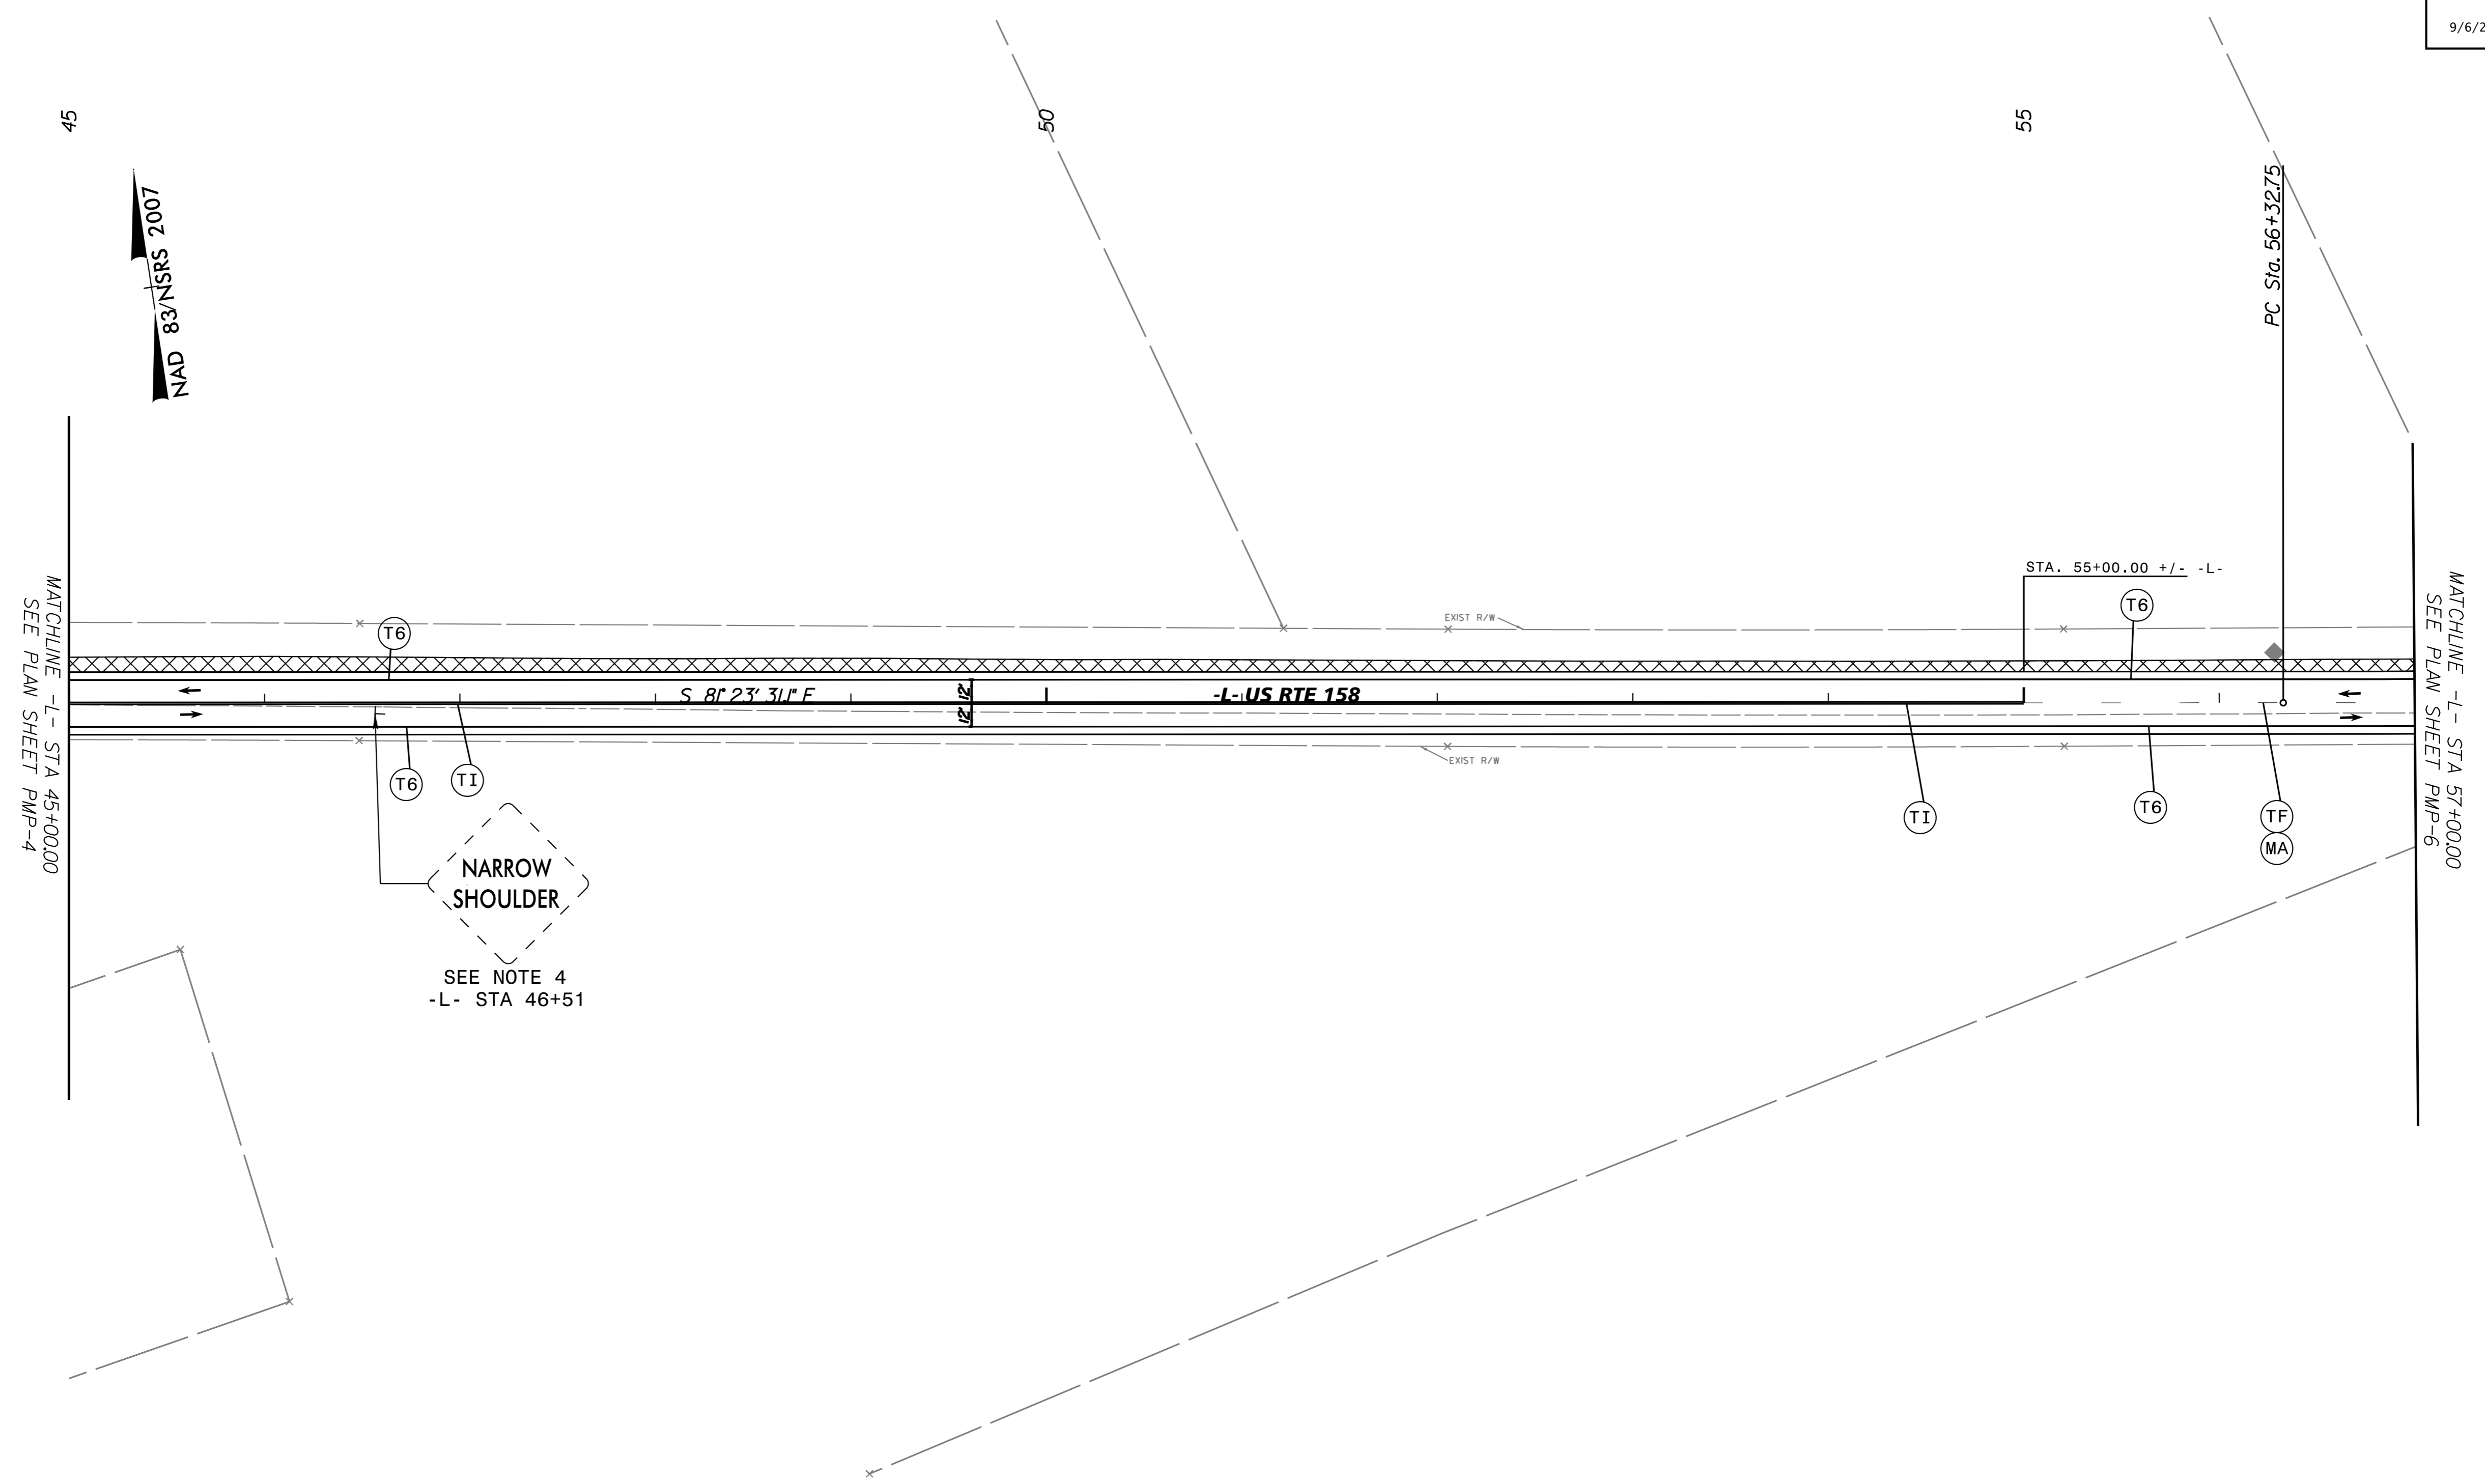 9/6/2
45
50
55
NAD 83/NSRS 2007
PC Sta. 56+32.75
MATCHLINE -L- STA 45+00.00
SEE PLAN SHEET PMP-4
STA. 55+00.00 +/- -L-
T6
T6
EXIST R/W
S 81° 23' 31.1" E
12'
12'
-L- US RTE 158
EXIST R/W
T6
TI
TI
T6
TF
MA
NARROW
SHOULDER
SEE NOTE 4
-L- STA 46+51
MATCHLINE -L- STA 57+00.00
SEE PLAN SHEET PMP-6